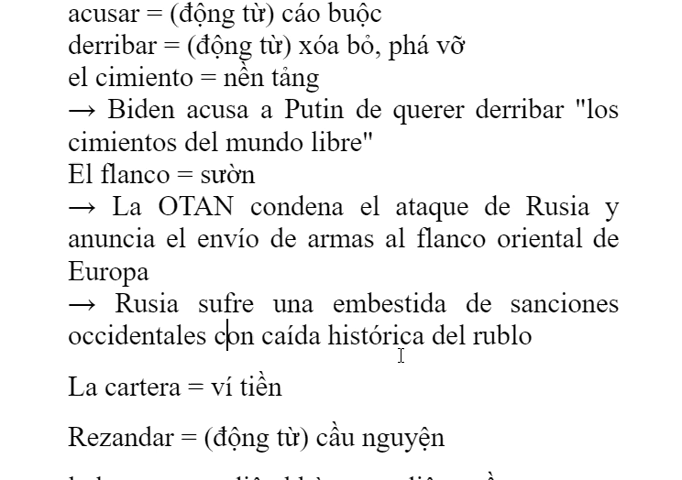 acusar = (động từ) cáo buộc
derribar = (động từ) xóa bỏ, phá vỡ
el cimiento = nền tảng
→ Biden acusa a Putin de querer derribar "los
cimientos del mundo libre"
El flanco = sườn
→ La OTAN condena el ataque de Rusia y
anuncia el envío de armas al flanco oriental de
Europa
→ Rusia sufre una embestida de sanciones
occidentales con caída histórica del rublo
La cartera = ví tiền
Rezandar = (động từ) cầu nguyện